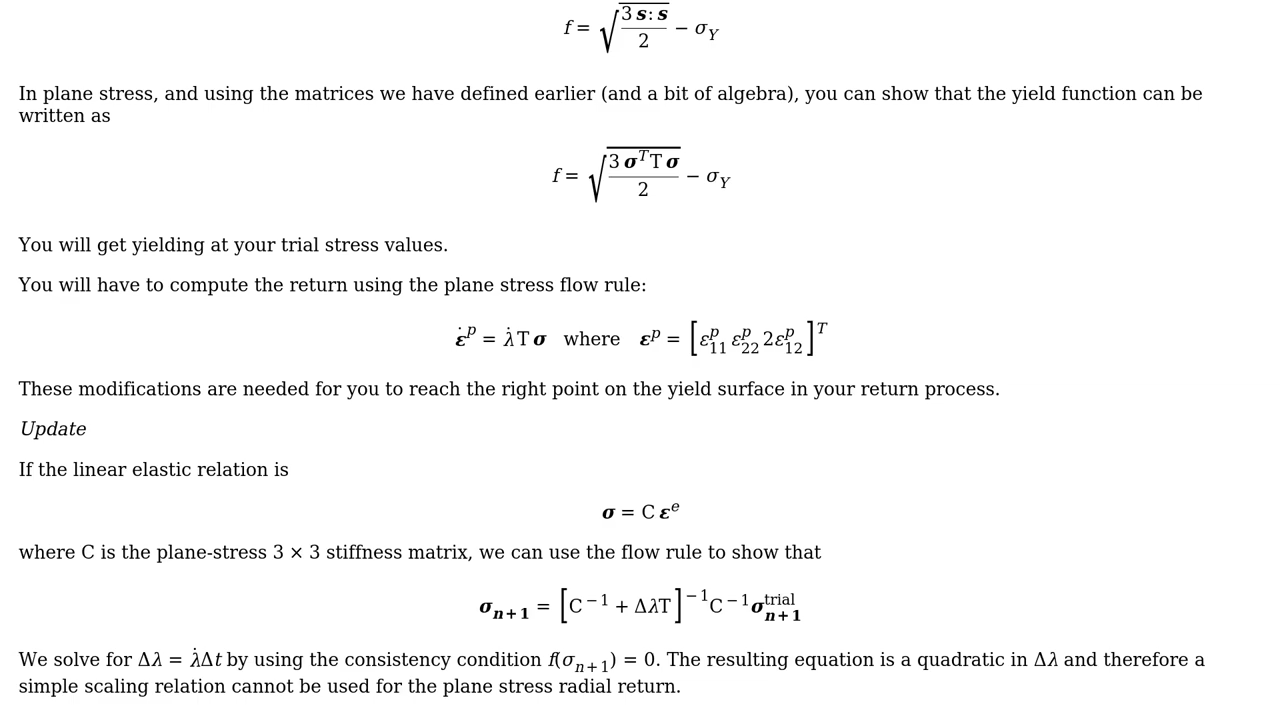 f = √(3 s:s / 2) − σ_Y
In plane stress, and using the matrices we have defined earlier (and a bit of algebra), you can show that the yield function can be
written as
f = √(3 σ^T T σ / 2) − σ_Y
You will get yielding at your trial stress values.
You will have to compute the return using the plane stress flow rule:
ε̇^p = λ̇ T σ where ε^p = [ε^p_11 ε^p_22 2ε^p_12]^T
These modifications are needed for you to reach the right point on the yield surface in your return process.
Update
If the linear elastic relation is
σ = C ε^e
where C is the plane-stress 3 × 3 stiffness matrix, we can use the flow rule to show that
σ_n+1 = [C^−1 + ΔλT]^−1 C^−1 σ^trial_n+1
We solve for Δλ = λ̇Δt by using the consistency condition f(σ_n+1) = 0. The resulting equation is a quadratic in Δλ and therefore a
simple scaling relation cannot be used for the plane stress radial return.